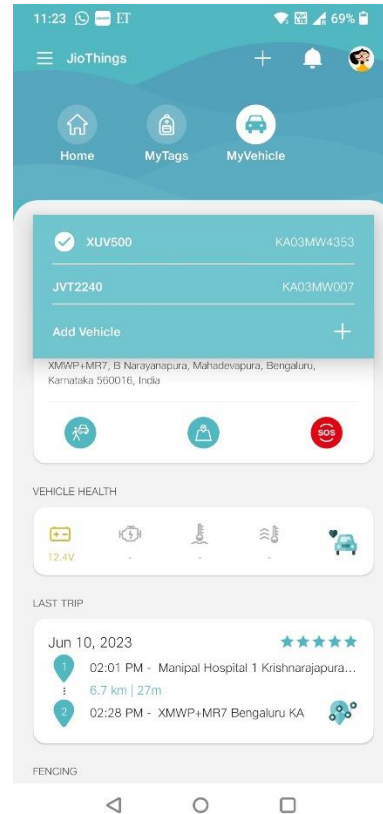 11:23 ET 69%
JioThings
Home MyTags MyVehicle
XUV500 KA03MW4353
JVT2240 KA03MW007
Add Vehicle
XMWP+MR7, B Narayanapura, Mahadevapura, Bengaluru,
Karnataka 560016, India
SOS
VEHICLE HEALTH
12.4V - - -
LAST TRIP
Jun 10, 2023
1 02:01 PM - Manipal Hospital 1 Krishnarajapura...
6.7 km | 27m
2 02:28 PM - XMWP+MR7 Bengaluru KA
FENCING